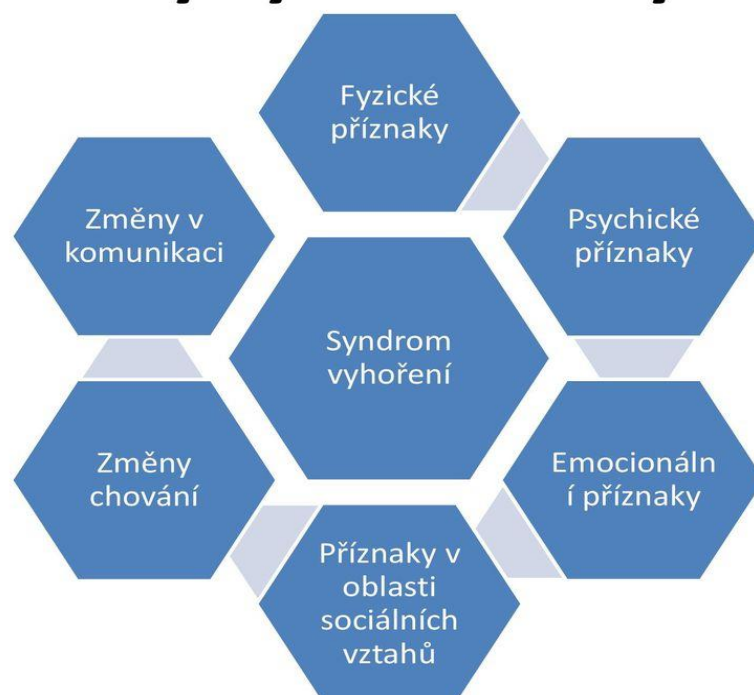 Fyzické
příznaky
Psychické
příznaky
Emocionáln
í příznaky
Příznaky v
oblasti
sociálních
vztahů
Změny
chování
Změny v
komunikaci
Syndrom
vyhoření